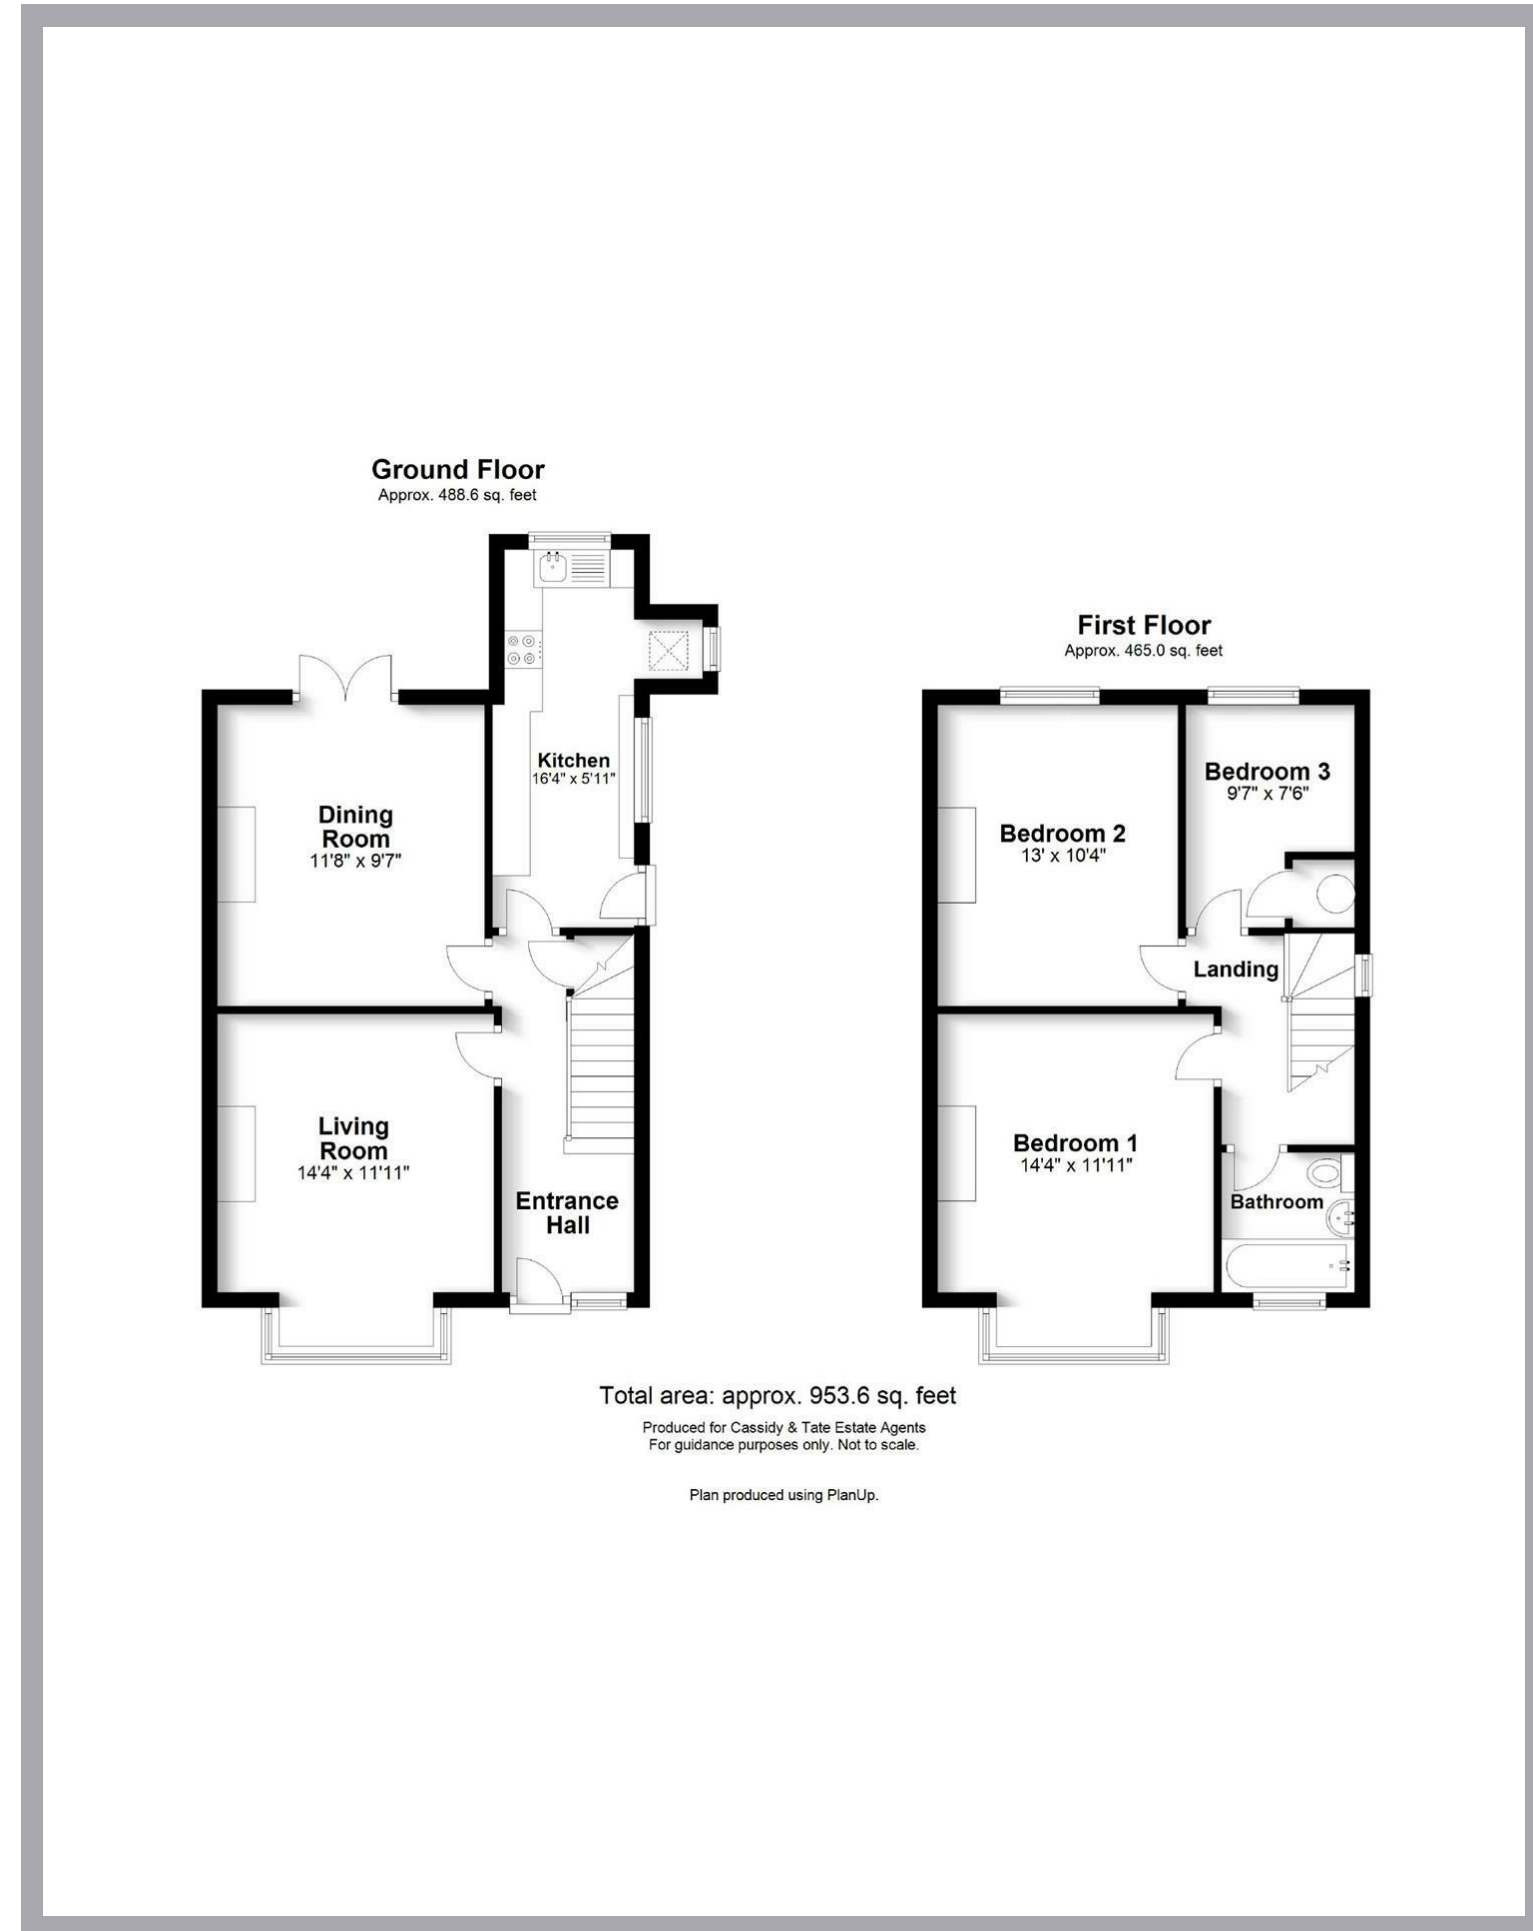 Ground Floor
Approx. 488.6 sq. feet
Kitchen
16'4" x 5'11"
Dining
Room
11'8" x 9'7"
Living
Room
14'4" x 11'11"
Entrance
Hall
First Floor
Approx. 465.0 sq. feet
Bedroom 3
9'7" x 7'6"
Bedroom 2
13' x 10'4"
Landing
Bedroom 1
14'4" x 11'11"
Bathroom
Total area: approx. 953.6 sq. feet
Produced for Cassidy & Tate Estate Agents
For guidance purposes only. Not to scale.
Plan produced using PlanUp.